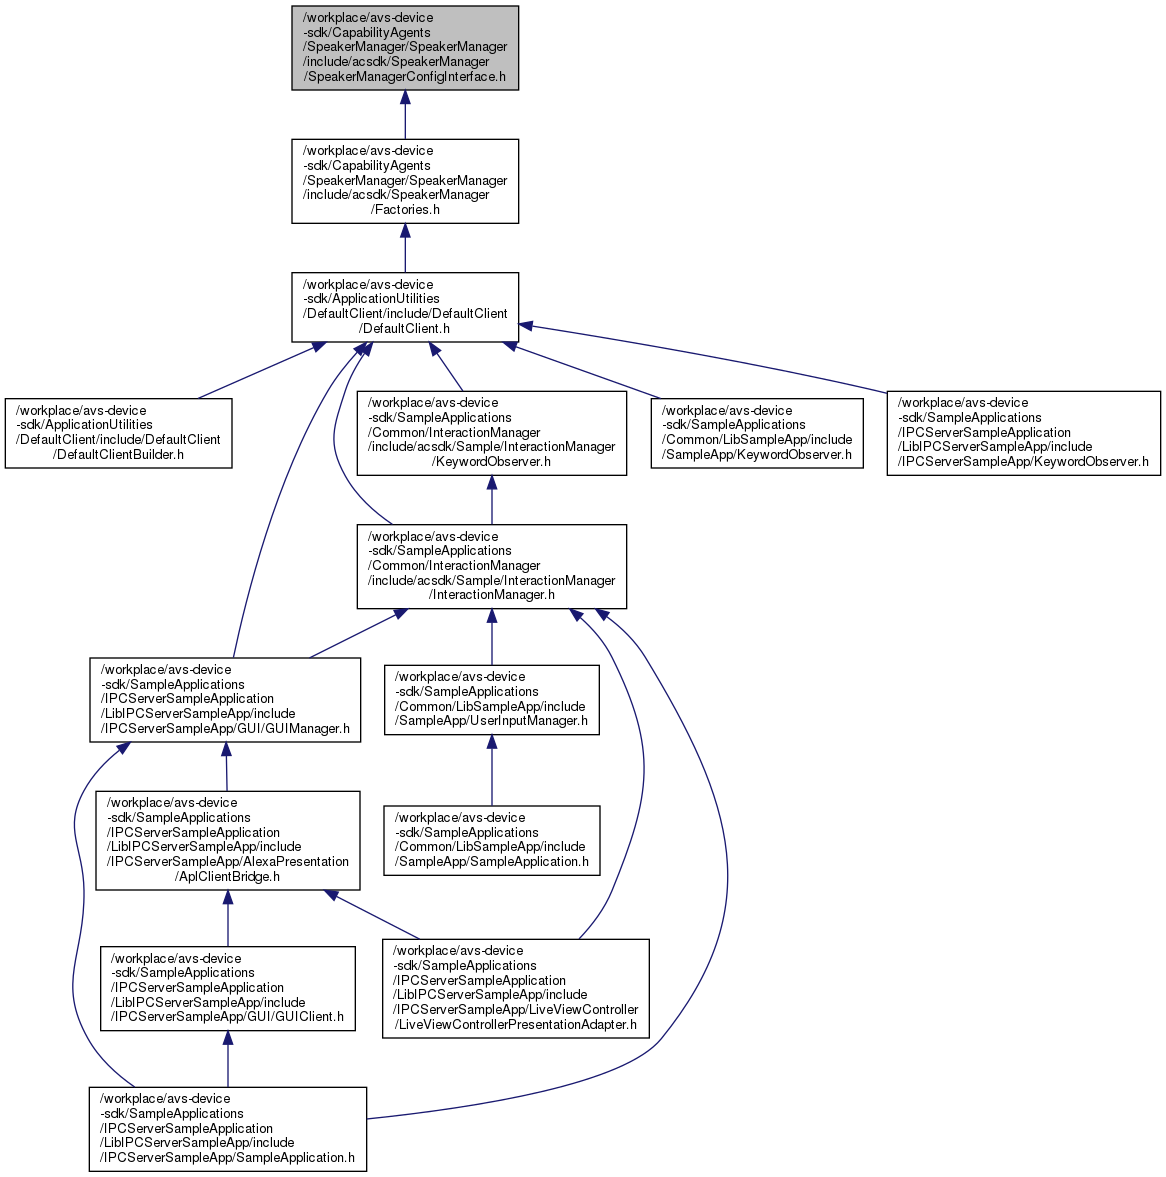 /workplace/avs-device
-sdk/CapabilityAgents
/SpeakerManager/SpeakerManager
/include/acsdk/SpeakerManager
/SpeakerManagerConfigInterface.h
/workplace/avs-device
-sdk/CapabilityAgents
/SpeakerManager/SpeakerManager
/include/acsdk/SpeakerManager
/Factories.h
/workplace/avs-device
-sdk/ApplicationUtilities
/DefaultClient/include/DefaultClient
/DefaultClient.h
/workplace/avs-device
-sdk/ApplicationUtilities
/DefaultClient/include/DefaultClient
/DefaultClientBuilder.h
/workplace/avs-device
-sdk/SampleApplications
/Common/InteractionManager
/include/acsdk/Sample/InteractionManager
/KeywordObserver.h
/workplace/avs-device
-sdk/SampleApplications
/Common/LibSampleApp/include
/SampleApp/KeywordObserver.h
/workplace/avs-device
-sdk/SampleApplications
/IPCServerSampleApplication
/LibIPCServerSampleApp/include
/IPCServerSampleApp/KeywordObserver.h
/workplace/avs-device
-sdk/SampleApplications
/Common/InteractionManager
/include/acsdk/Sample/InteractionManager
/InteractionManager.h
/workplace/avs-device
-sdk/SampleApplications
/IPCServerSampleApplication
/LibIPCServerSampleApp/include
/IPCServerSampleApp/GUI/GUIManager.h
/workplace/avs-device
-sdk/SampleApplications
/Common/LibSampleApp/include
/SampleApp/UserInputManager.h
/workplace/avs-device
-sdk/SampleApplications
/IPCServerSampleApplication
/LibIPCServerSampleApp/include
/IPCServerSampleApp/AlexaPresentation
/AplClientBridge.h
/workplace/avs-device
-sdk/SampleApplications
/Common/LibSampleApp/include
/SampleApp/SampleApplication.h
/workplace/avs-device
-sdk/SampleApplications
/IPCServerSampleApplication
/LibIPCServerSampleApp/include
/IPCServerSampleApp/GUI/GUIClient.h
/workplace/avs-device
-sdk/SampleApplications
/IPCServerSampleApplication
/LibIPCServerSampleApp/include
/IPCServerSampleApp/LiveViewController
/LiveViewControllerPresentationAdapter.h
/workplace/avs-device
-sdk/SampleApplications
/IPCServerSampleApplication
/LibIPCServerSampleApp/include
/IPCServerSampleApp/SampleApplication.h